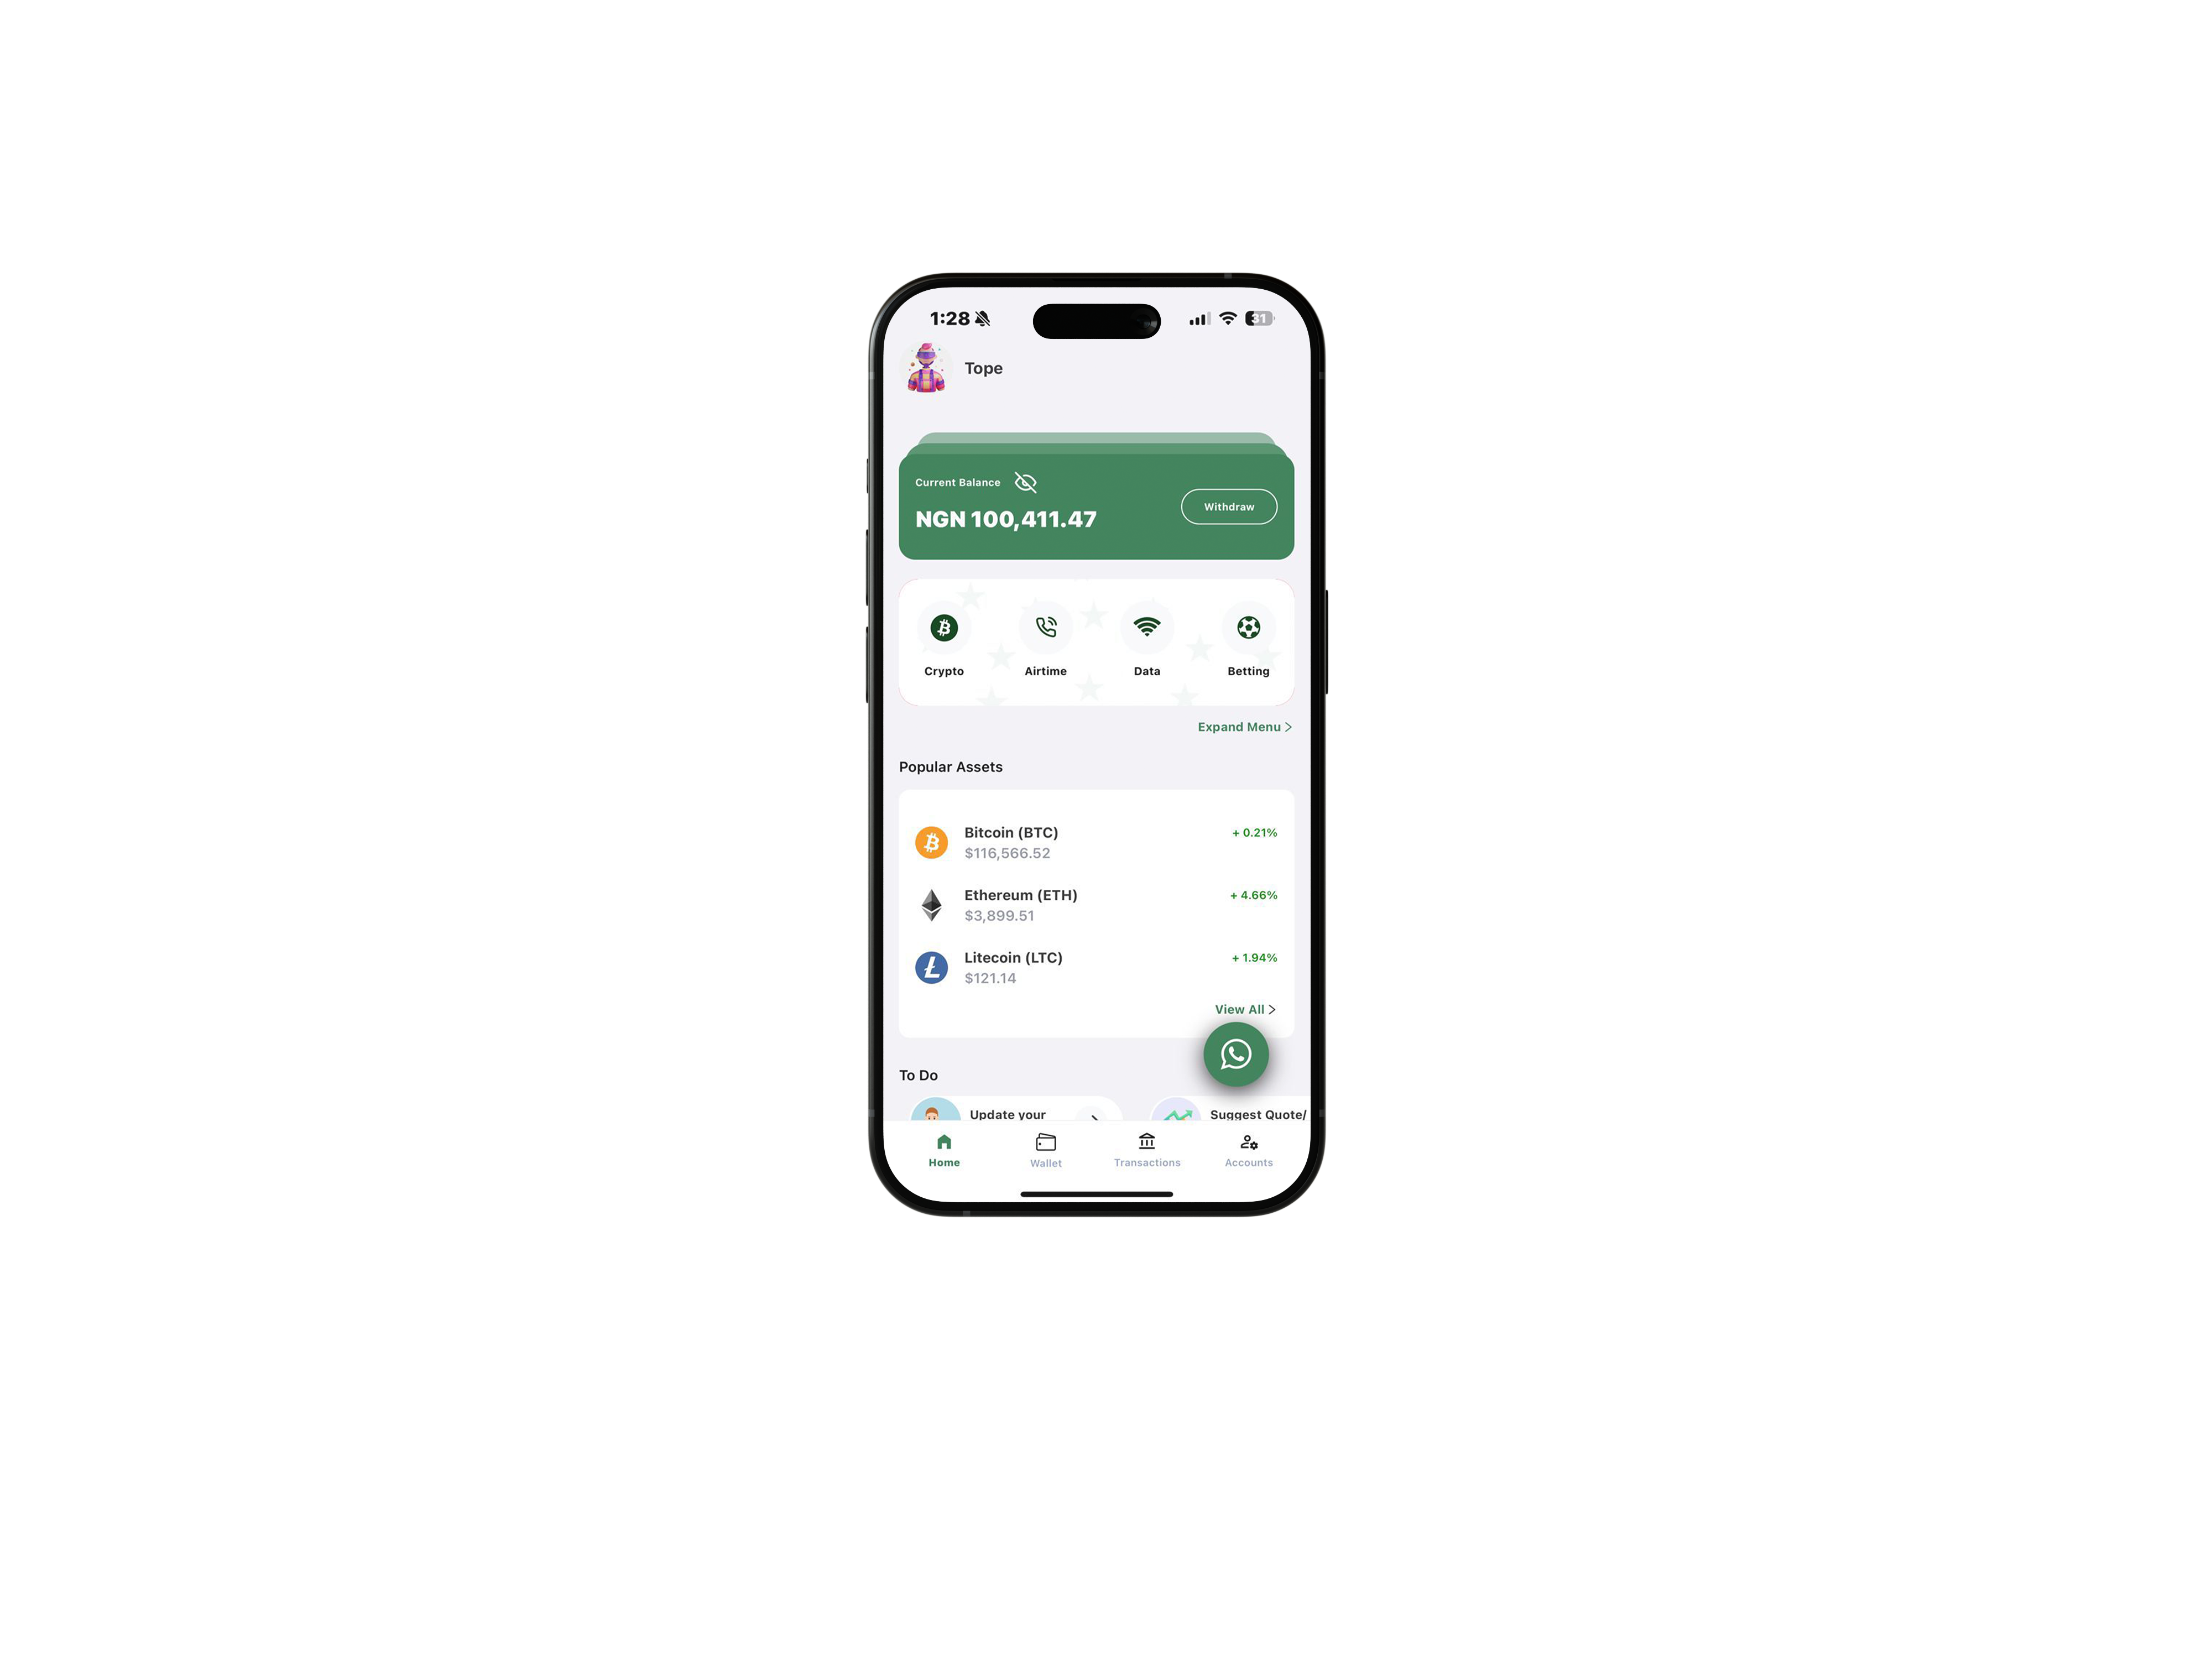 1:28
31
Tope
Current Balance
NGN 100,411.47
Withdraw
Crypto
Airtime
Data
Betting
Expand Menu >
Popular Assets
Bitcoin (BTC)
+ 0.21%
$116,566.52
Ethereum (ETH)
+ 4.66%
$3,899.51
Litecoin (LTC)
+ 1.94%
$121.14
View All >
To Do
Update your
Suggest Quote/
Home
Wallet
Transactions
Accounts